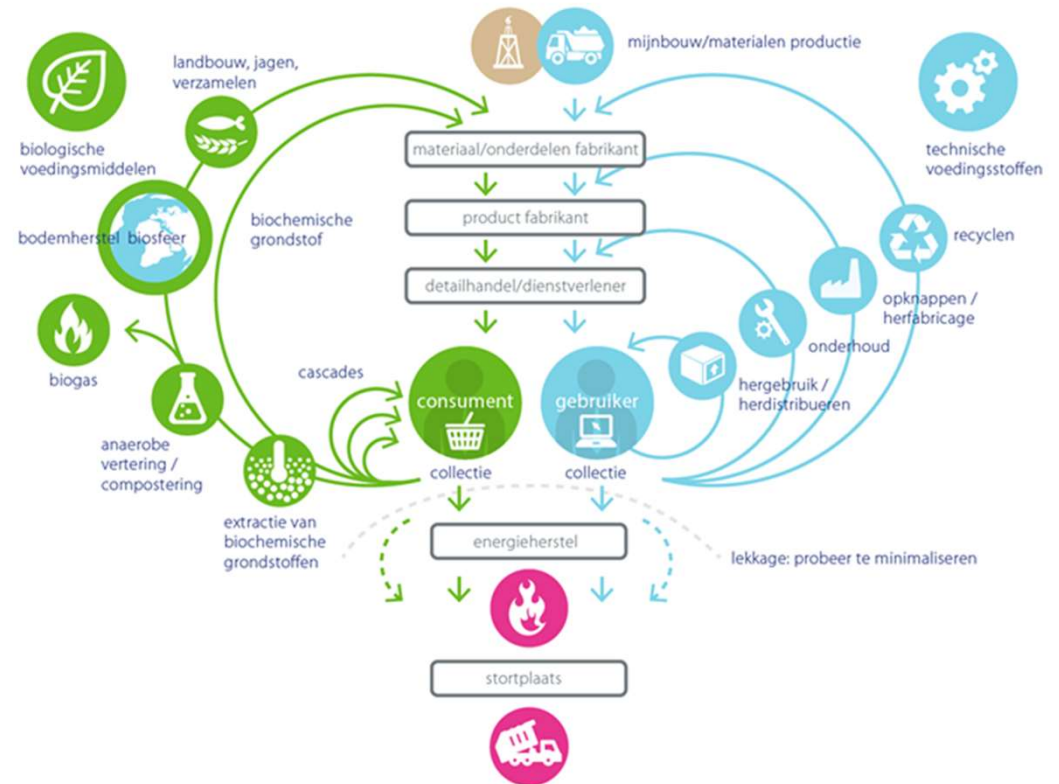 mijnbouw/materialen productie
landbouw, jagen,
verzamelen
biologische
voedingsmiddelen
technische
voedingsstoffen
materiaal/onderdelen fabrikant
product fabrikant
detailhandel/dienstverlener
biochemische
grondstof
bodemherstel biosfeer
recyclen
opknappen /
herfabricage
onderhoud
hergebruik /
herdistribueren
biogas
cascades
consument
gebruiker
anaerobe
vertering /
compostering
collectie
collectie
extractie van
biochemische
grondstoffen
energieherstel
lekkage: probeer te minimaliseren
stortplaats